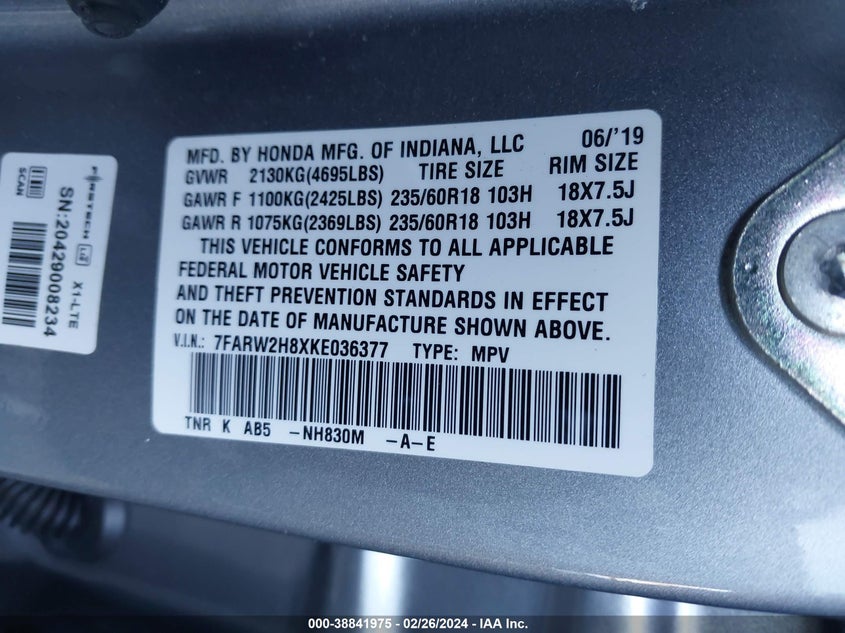 MFD. BY HONDA MFG. OF INDIANA, LLC 06/'19
GVWR 2130KG(4695LBS) TIRE SIZE RIM SIZE
GAWR F 1100KG(2425LBS) 235/60R18 103H 18X7.5J
GAWR R 1075KG(2369LBS) 235/60R18 103H 18X7.5J
THIS VEHICLE CONFORMS TO ALL APPLICABLE
FEDERAL MOTOR VEHICLE SAFETY
AND THEFT PREVENTION STANDARDS IN EFFECT
ON THE DATE OF MANUFACTURE SHOWN ABOVE.
V.I.N.: 7FARW2H8XKE036377 TYPE: MPV
TNR K AB5 -NH830M -A-E
FIRSTECH X1-LTE
SN:20429008234
SCAN
000-38841975 - 02/26/2024 - IAA Inc.